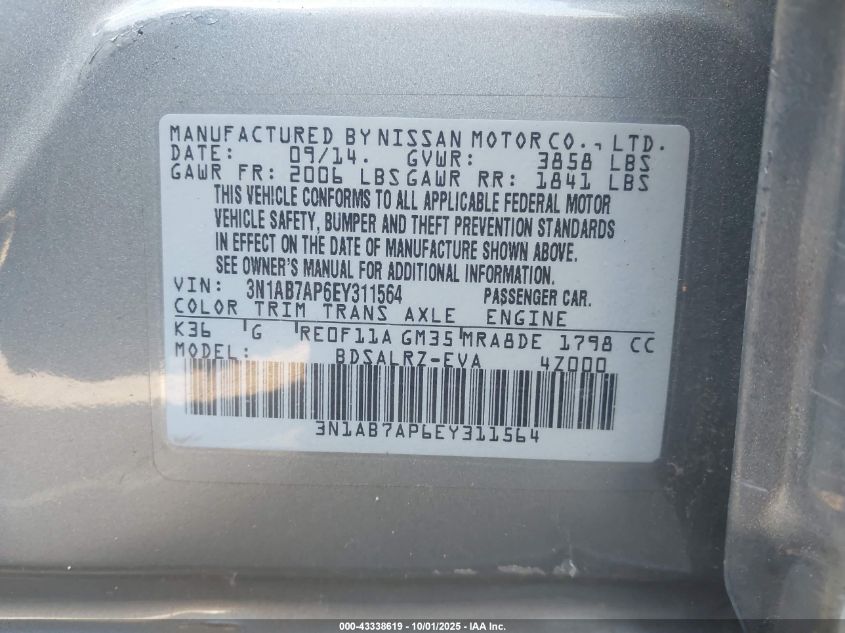 MANUFACTURED BY NISSAN MOTOR CO., LTD.
DATE: 09/14. GVWR: 3858 LBS
GAWR FR: 2006 LBS GAWR RR: 1841 LBS
THIS VEHICLE CONFORMS TO ALL APPLICABLE FEDERAL MOTOR
VEHICLE SAFETY, BUMPER AND THEFT PREVENTION STANDARDS
IN EFFECT ON THE DATE OF MANUFACTURE SHOWN ABOVE.
SEE OWNER'S MANUAL FOR ADDITIONAL INFORMATION.
VIN: 3N1AB7AP6EY311564 PASSENGER CAR.
COLOR TRIM TRANS AXLE ENGINE
K36 G RE0F11A GM35 MRA8DE 1798 CC
MODEL: BDSALRZ-EVA 4Z000
3N1AB7AP6EY311564
000-43338619 - 10/01/2025 - IAA Inc.